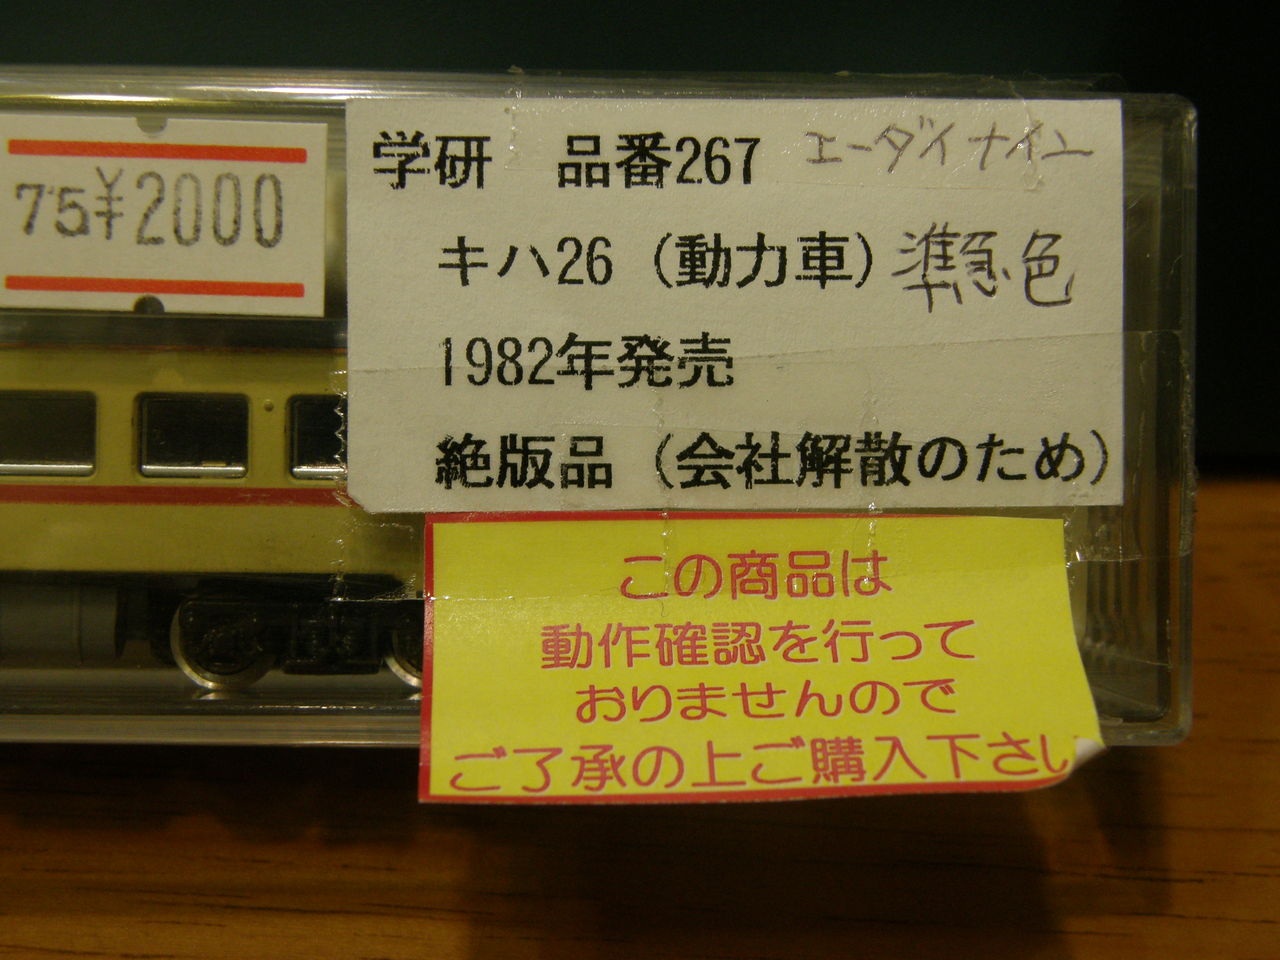 75¥2000
学研 品番267 エーダイナイン
キハ26（動力車）準急色
1982年発売
絶版品（会社解散のため）
この商品は
動作確認を行って
おりませんので
ご了承の上ご購入下さい